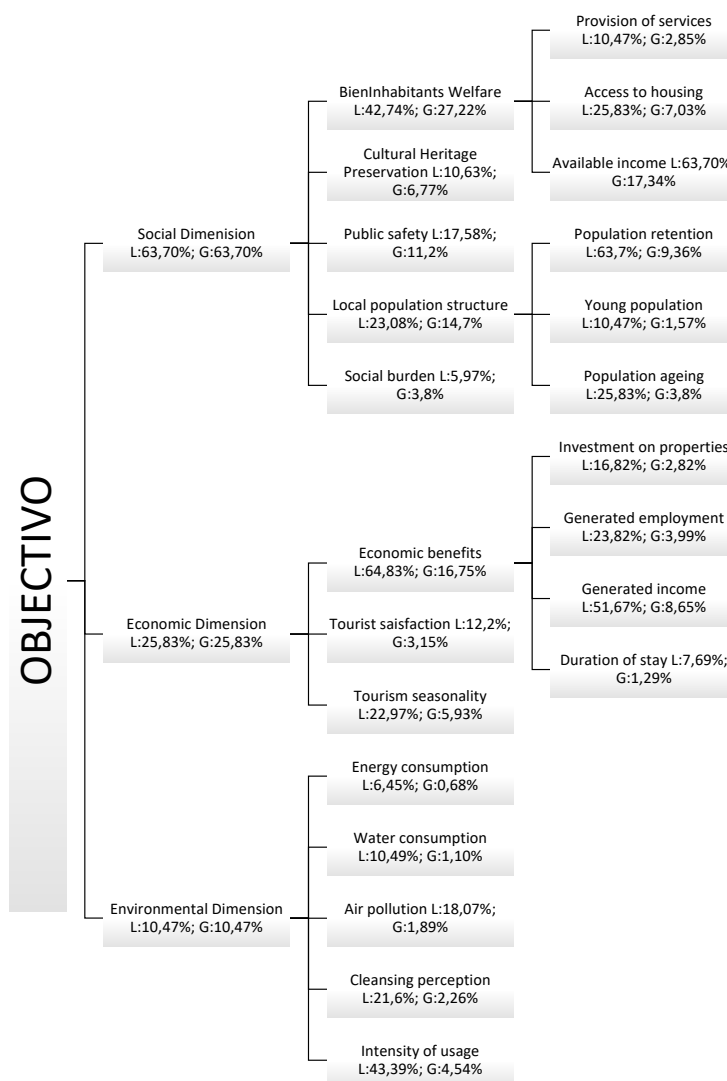 OBJECTIVO
Social Dimenision
L:63,70%; G:63,70%
BienInhabitants Welfare
L:42,74%; G:27,22%
Provision of services
L:10,47%; G:2,85%
Access to housing
L:25,83%; G:7,03%
Available income L:63,70%
G:17,34%
Cultural Heritage
Preservation L:10,63%;
G:6,77%
Public safety L:17,58%;
G:11,2%
Local population structure
L:23,08%; G:14,7%
Population retention
L:63,7%; G:9,36%
Young population
L:10,47%; G:1,57%
Population ageing
L:25,83%; G:3,8%
Social burden L:5,97%;
G:3,8%
Economic Dimension
L:25,83%; G:25,83%
Economic benefits
L:64,83%; G:16,75%
Investment on properties
L:16,82%; G:2,82%
Generated employment
L:23,82%; G:3,99%
Generated income
L:51,67%; G:8,65%
Duration of stay L:7,69%;
G:1,29%
Tourist saisfaction L:12,2%;
G:3,15%
Tourism seasonality
L:22,97%; G:5,93%
Environmental Dimension
L:10,47%; G:10,47%
Energy consumption
L:6,45%; G:0,68%
Water consumption
L:10,49%; G:1,10%
Air pollution L:18,07%;
G:1,89%
Cleansing perception
L:21,6%; G:2,26%
Intensity of usage
L:43,39%; G:4,54%